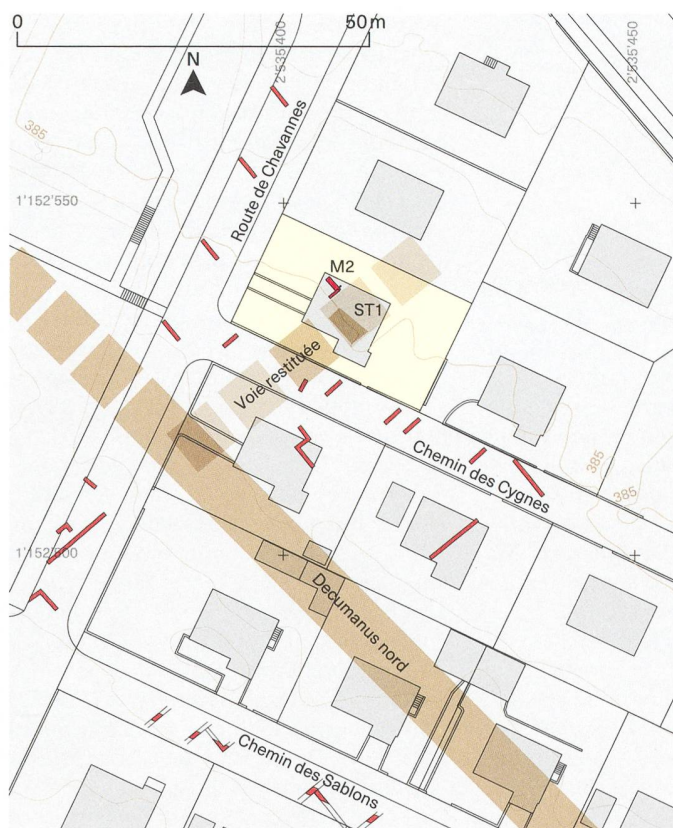 0
50 m
N
2'535'400
2'535'450
385
Route de Chavannes
1'152'550
M2
ST1
Voie restituée
Chemin des Cygnes
385
385
1'152'500
Decumanus nord
Chemin des Sablons